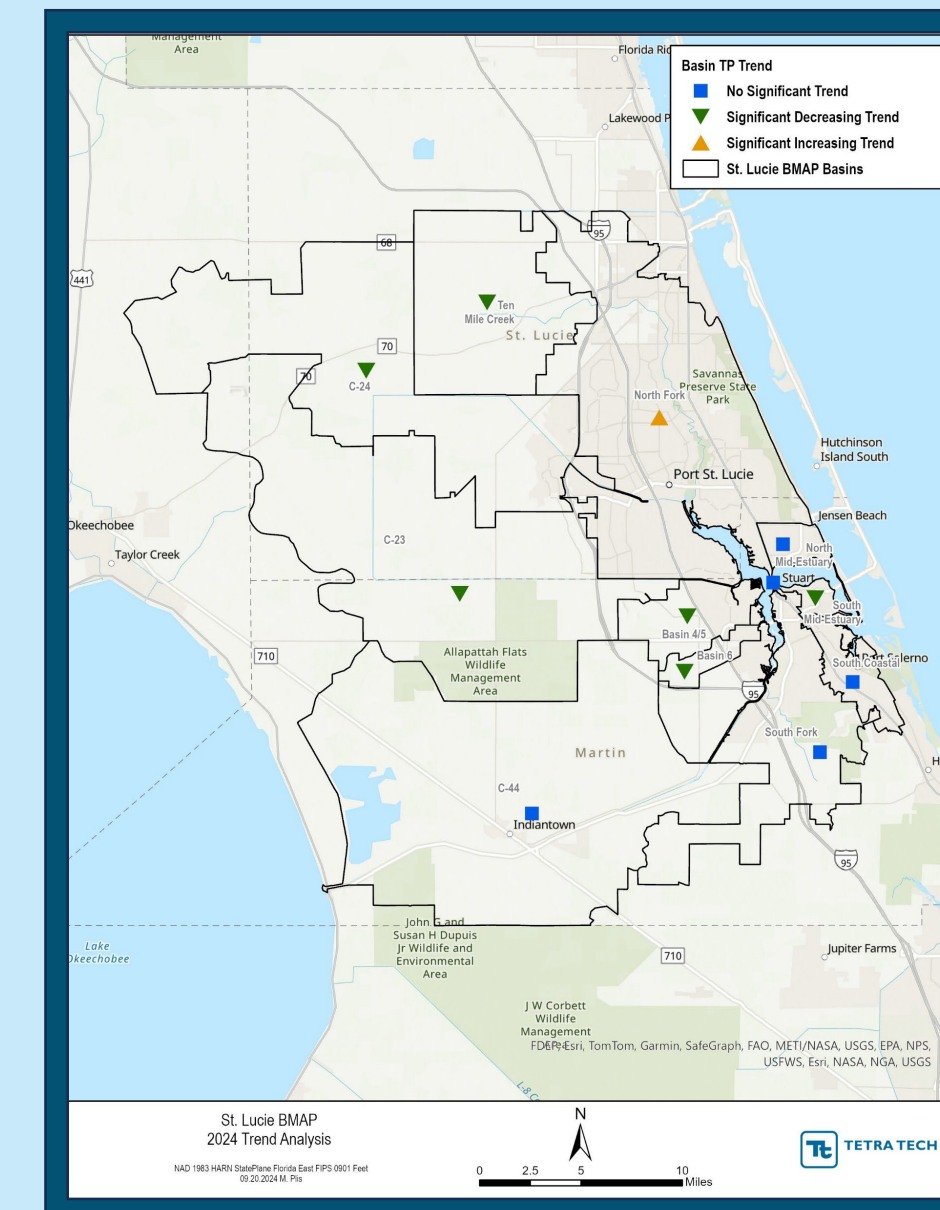 Management
Area
Florida Rid
Lakewood P
Basin TP Trend
No Significant Trend
Significant Decreasing Trend
Significant Increasing Trend
St. Lucie BMAP Basins
95
68
441
Ten
Mile Creek
St. Lucie
70
70
C-24
Savannas
Preserve State
Park
North Fork
Hutchinson
Island South
Port St. Lucie
Jensen Beach
Okeechobee
Taylor Creek
C-23
North
Mid-Estuary
Stuart
South
Mid-Estuary
Basin 4/5
Basin 6
710
Allapattah Flats
Wildlife
Management
Area
Port Salerno
South Coastal
95
South Fork
Martin
H
C-44
Indiantown
95
John G and
Susan H Dupuis
Jr Wildlife and
Environmental
Area
Lake
Okeechobee
710
Jupiter Farms
J W Corbett
Wildlife
Management
Area
FDEP, Esri, TomTom, Garmin, SafeGraph, FAO, METI/NASA, USGS, EPA, NPS,
USFWS, Esri, NASA, NGA, USGS
L-8 C
St. Lucie BMAP
2024 Trend Analysis
NAD 1983 HARN StatePlane Florida East FIPS 0901 Feet
09.20.2024 M. Plis
N
0 2.5 5 10
Miles
Tt TETRA TECH